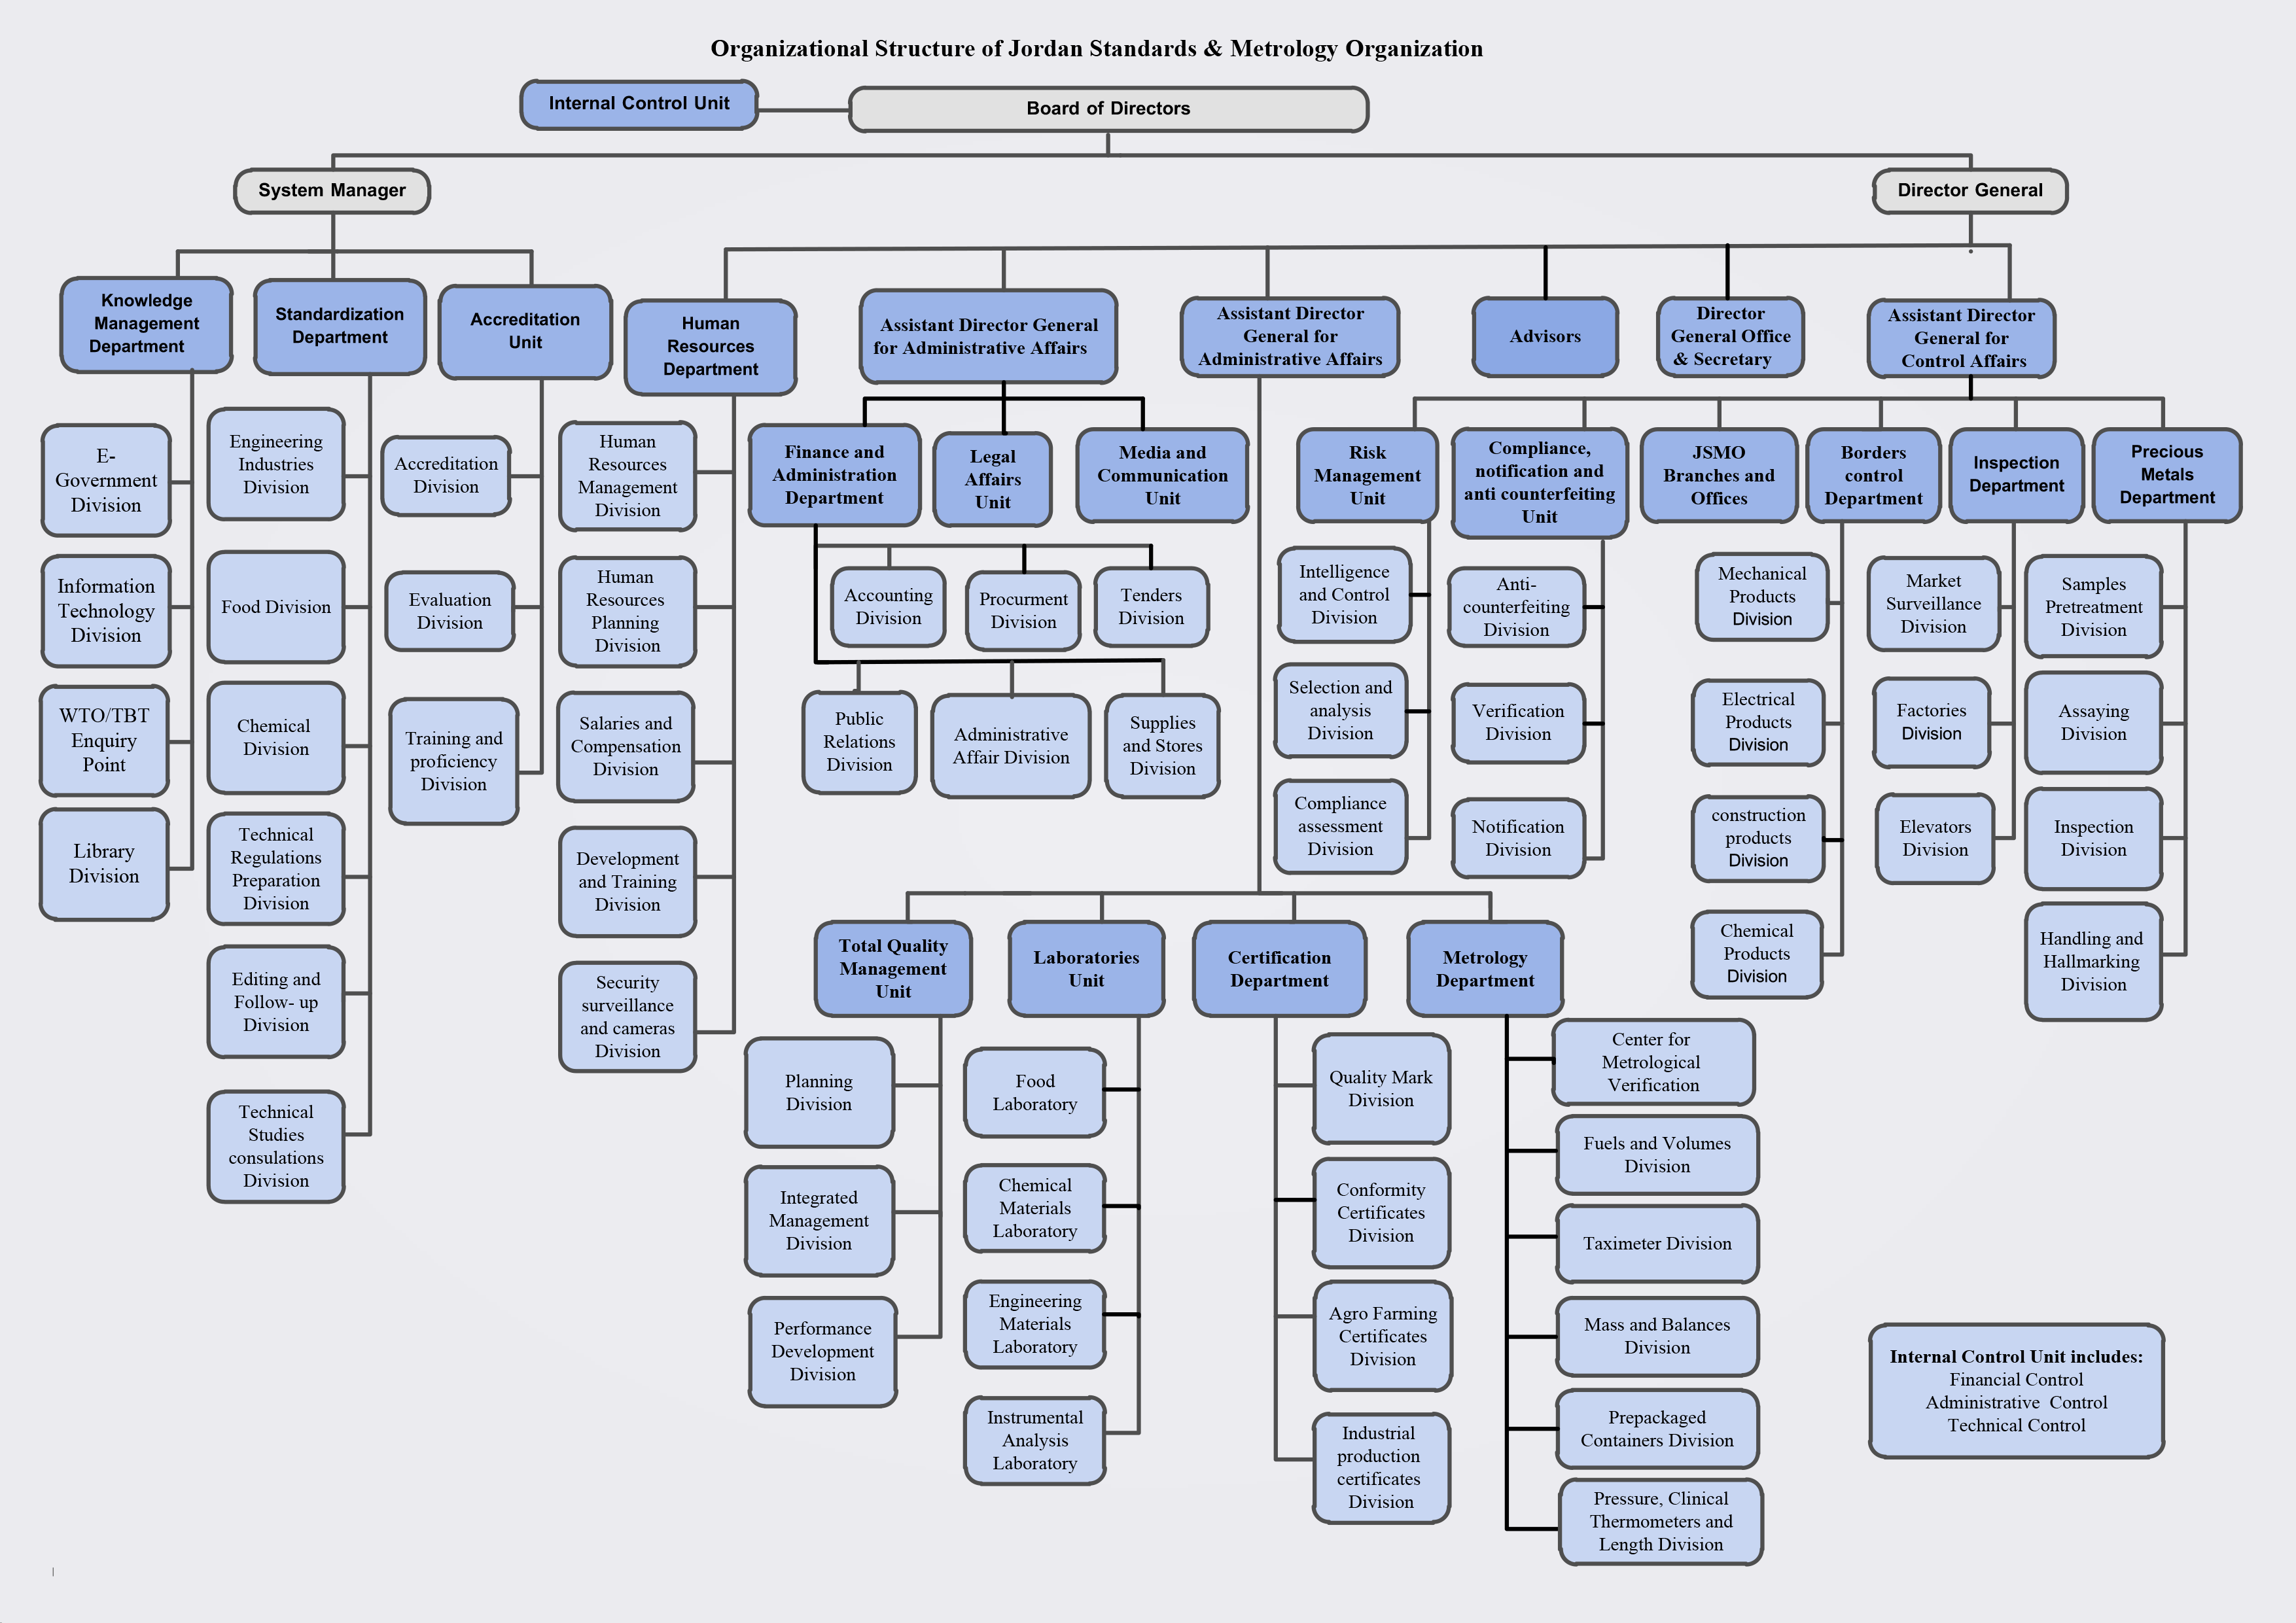 Organizational Structure of Jordan Standards & Metrology Organization
Internal Control Unit
Board of Directors
System Manager
Director General
Knowledge
Management
Department
Standardization
Department
Accreditation
Unit
Human
Resources
Department
Assistant Director General
for Administrative Affairs
Assistant Director
General for
Administrative Affairs
Advisors
Director
General Office
& Secretary
Assistant Director
General for
Control Affairs
E-
Government
Division
Information
Technology
Division
WTO/TBT
Enquiry
Point
Library
Division
Engineering
Industries
Division
Food Division
Chemical
Division
Technical
Regulations
Preparation
Division
Editing and
Follow- up
Division
Technical
Studies
consulations
Division
Accreditation
Division
Evaluation
Division
Training and
proficiency
Division
Human
Resources
Management
Division
Human
Resources
Planning
Division
Salaries and
Compensation
Division
Development
and Training
Division
Security
surveillance
and cameras
Division
Finance and
Administration
Department
Legal
Affairs
Unit
Media and
Communication
Unit
Accounting
Division
Procurment
Division
Tenders
Division
Public
Relations
Division
Administrative
Affair Division
Supplies
and Stores
Division
Risk
Management
Unit
Compliance,
notification and
anti counterfeiting
Unit
JSMO
Branches and
Offices
Borders
control
Department
Inspection
Department
Precious
Metals
Department
Intelligence
and Control
Division
Selection and
analysis
Division
Compliance
assessment
Division
Anti-
counterfeiting
Division
Verification
Division
Notification
Division
Mechanical
Products
Division
Electrical
Products
Division
construction
products
Division
Chemical
Products
Division
Market
Surveillance
Division
Factories
Division
Elevators
Division
Samples
Pretreatment
Division
Assaying
Division
Inspection
Division
Handling and
Hallmarking
Division
Total Quality
Management
Unit
Laboratories
Unit
Certification
Department
Metrology
Department
Planning
Division
Integrated
Management
Division
Performance
Development
Division
Food
Laboratory
Chemical
Materials
Laboratory
Engineering
Materials
Laboratory
Instrumental
Analysis
Laboratory
Quality Mark
Division
Conformity
Certificates
Division
Agro Farming
Certificates
Division
Industrial
production
certificates
Division
Center for
Metrological
Verification
Fuels and Volumes
Division
Taximeter Division
Mass and Balances
Division
Prepackaged
Containers Division
Pressure, Clinical
Thermometers and
Length Division
Internal Control Unit includes:
Financial Control
Administrative Control
Technical Control